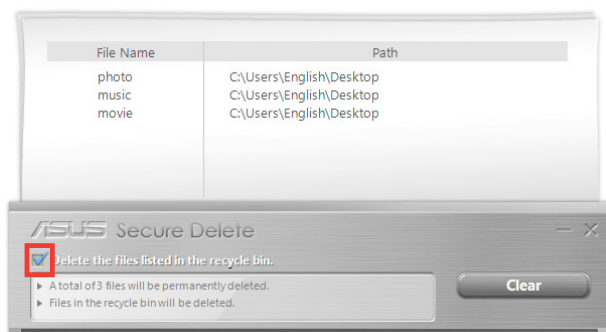 File Name Path
photo C:\Users\English\Desktop
music C:\Users\English\Desktop
movie C:\Users\English\Desktop
ASUS Secure Delete
Delete the files listed in the recycle bin.
A total of 3 files will be permanently deleted.
Files in the recycle bin will be deleted.
Clear